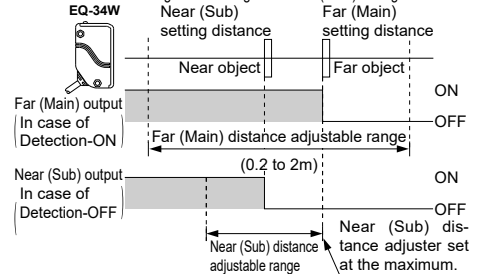 EQ-34W
Near (Sub)
setting distance
Far (Main)
setting distance
Near object
Far object
Far (Main) output
In case of
Detection-ON
ON
OFF
Far (Main) distance adjustable range
(0.2 to 2m)
Near (Sub) output
In case of
Detection-OFF
ON
OFF
Near (Sub) distance
adjustable range
Near (Sub) dis-
tance adjuster set
at the maximum.